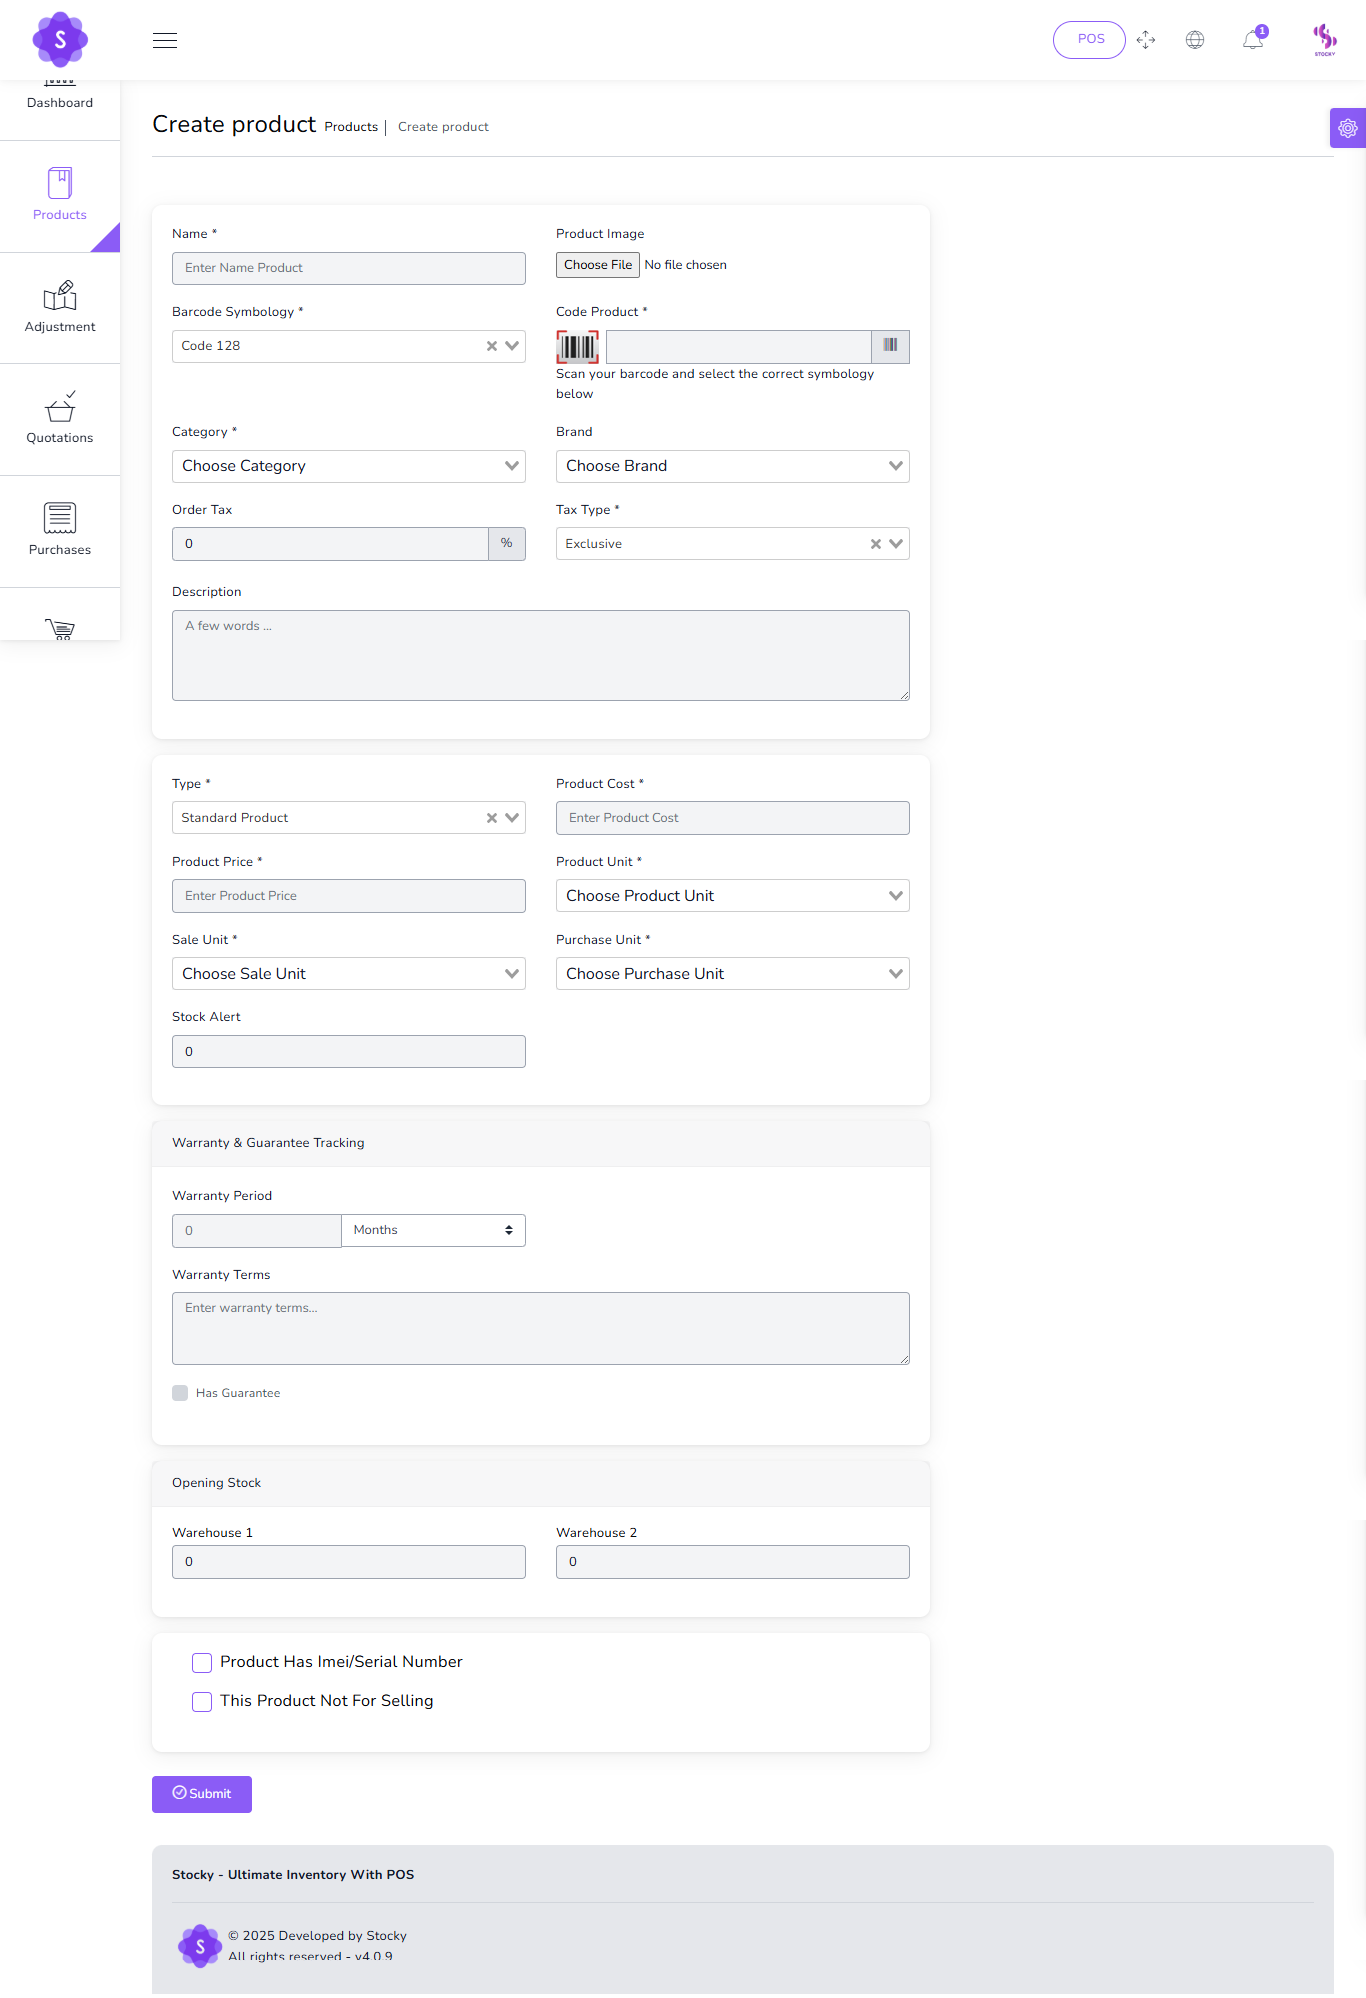 S
POS
1
STOCKY
Dashboard
Products
Adjustment
Quotations
Purchases
Create product Products | Create product
Name *
Product Image
Enter Name Product
Choose File No file chosen
Barcode Symbology *
Code Product *
Code 128
Scan your barcode and select the correct symbology
below
Category *
Brand
Choose Category
Choose Brand
Order Tax
Tax Type *
0 %
Exclusive
Description
A few words ...
Type *
Product Cost *
Standard Product
Enter Product Cost
Product Price *
Product Unit *
Enter Product Price
Choose Product Unit
Sale Unit *
Purchase Unit *
Choose Sale Unit
Choose Purchase Unit
Stock Alert
0
Warranty & Guarantee Tracking
Warranty Period
0 Months
Warranty Terms
Enter warranty terms...
Has Guarantee
Opening Stock
Warehouse 1
Warehouse 2
0
0
Product Has Imei/Serial Number
This Product Not For Selling
Submit
Stocky - Ultimate Inventory With POS
S
© 2025 Developed by Stocky
All rights reserved - v4.0.9